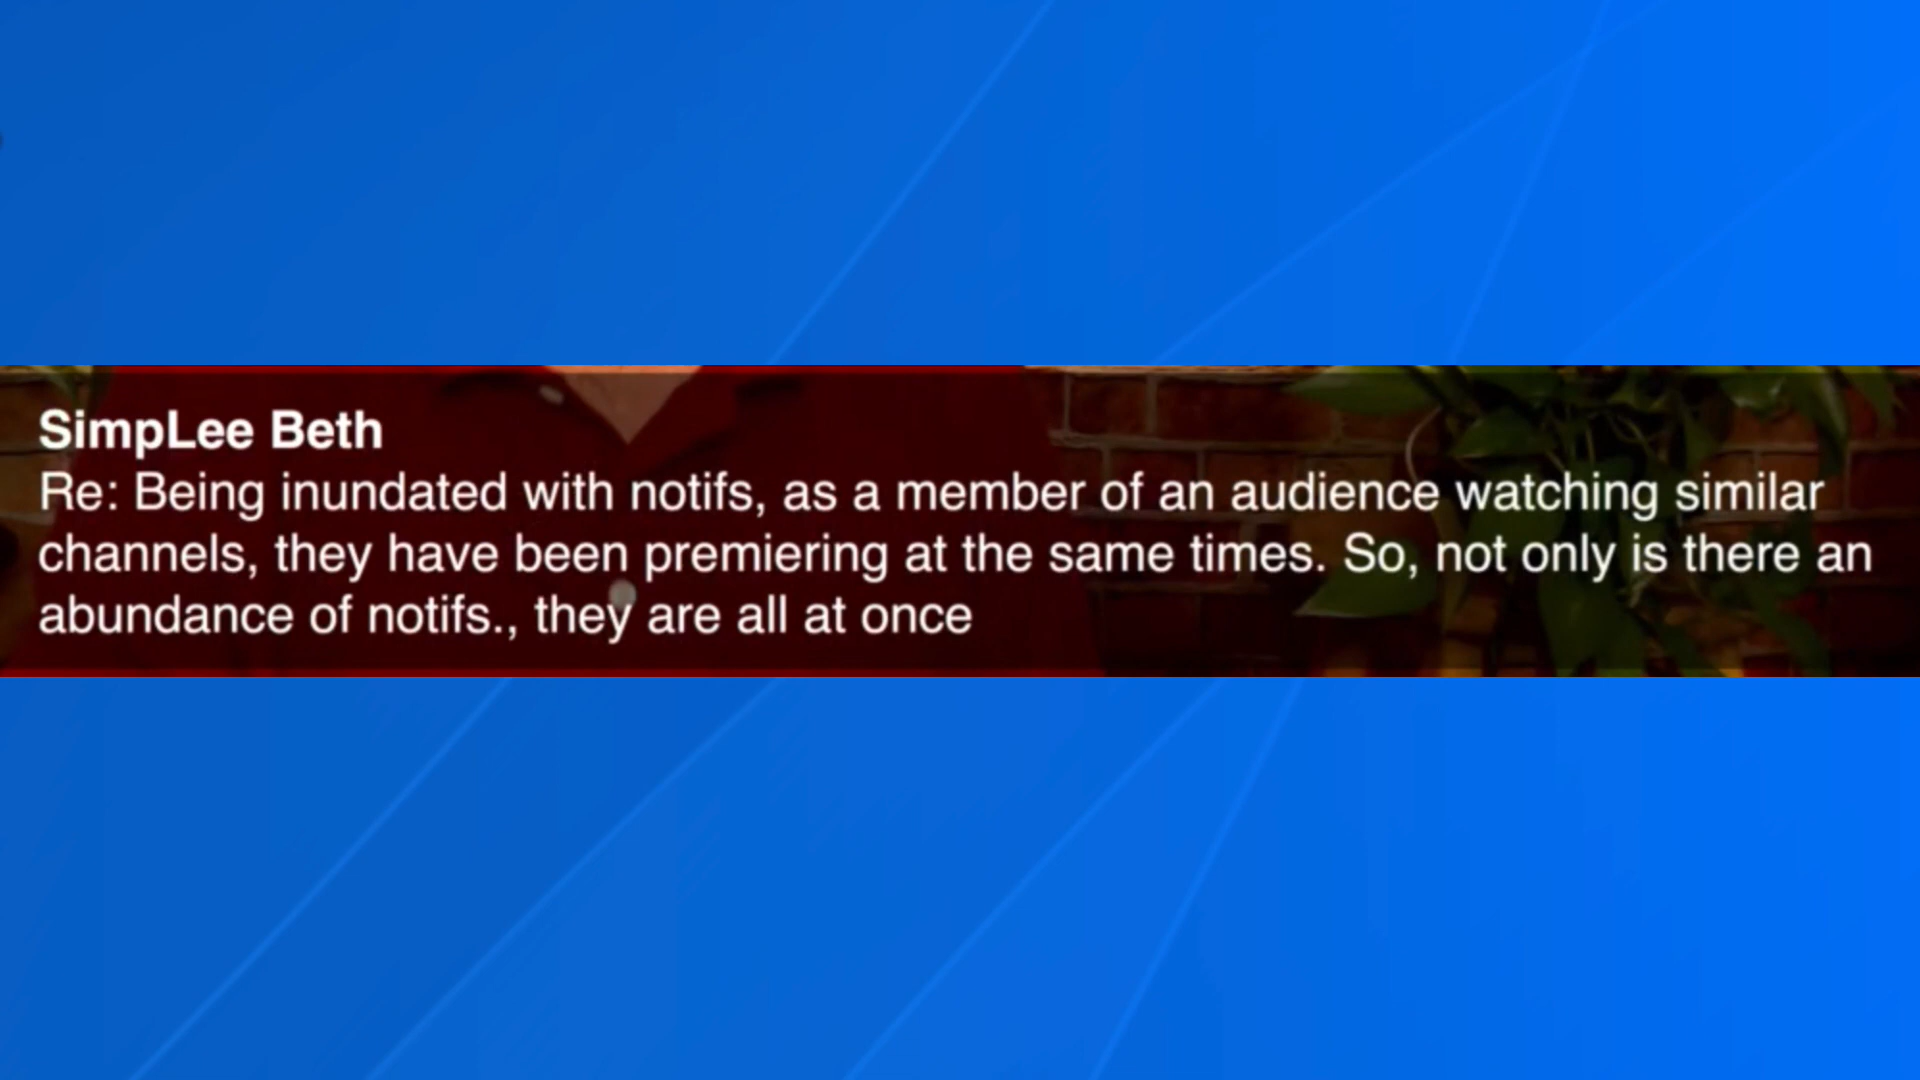 SimpLee Beth
Re: Being inundated with notifs, as a member of an audience watching similar
channels, they have been premiering at the same times. So, not only is there an
abundance of notifs., they are all at once